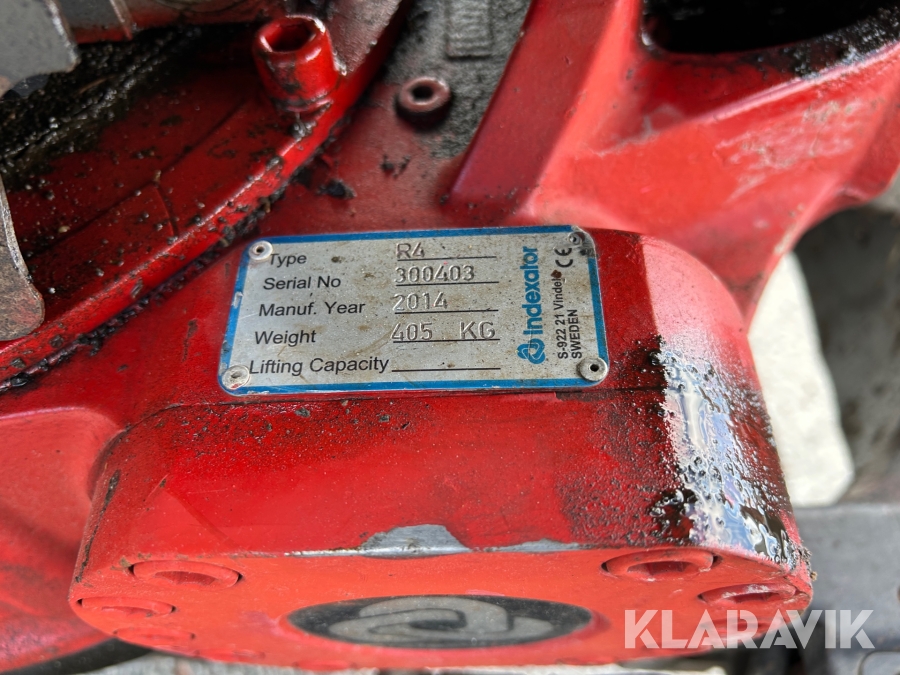 Type R4
Serial No 300403
Manuf. Year 2014
Weight 405 KG
Lifting Capacity
indexator
S-922 21 Vindeln CE
SWEDEN
KLARAVIK